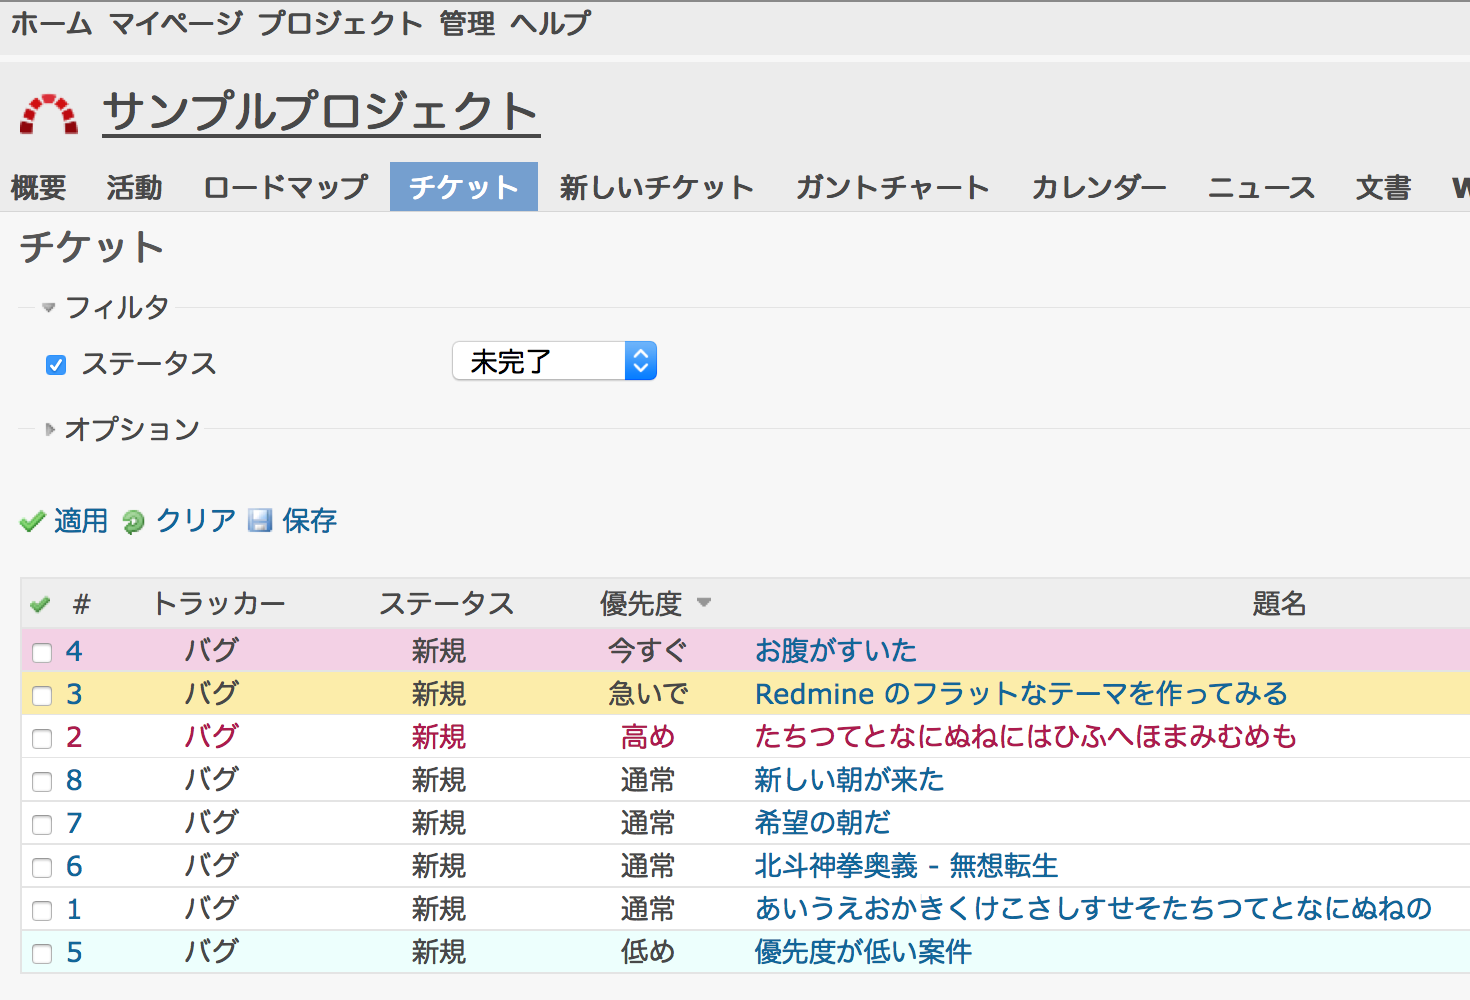 ホーム マイページ プロジェクト 管理 ヘルプ
サンプルプロジェクト
概要 活動 ロードマップ チケット 新しいチケット ガントチャート カレンダー ニュース 文書
チケット
フィルタ
ステータス 未完了
オプション
適用 クリア 保存
# トラッカー ステータス 優先度 題名
4 バグ 新規 今すぐ お腹がすいた
3 バグ 新規 急いで Redmine のフラットなテーマを作ってみる
2 バグ 新規 高め たちつてとなにぬねにはひふへほまみむめも
8 バグ 新規 通常 新しい朝が来た
7 バグ 新規 通常 希望の朝だ
6 バグ 新規 通常 北斗神拳奥義 - 無想転生
1 バグ 新規 通常 あいうえおかきくけこさしすせそたちつてとなにぬねの
5 バグ 新規 低め 優先度が低い案件